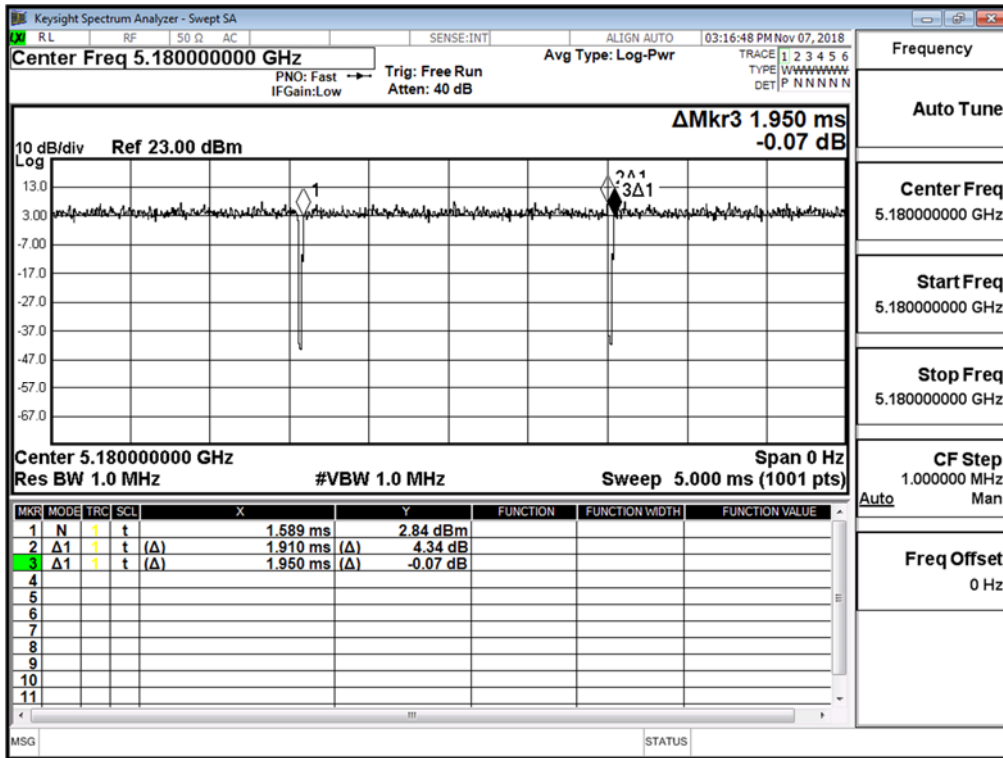 Keysight Spectrum Analyzer - Swept SA
LXI RL RF 50 Ω AC SENSE:INT ALIGN AUTO 03:16:48 PM Nov 07, 2018
Center Freq 5.180000000 GHz
PNO: Fast
IFGain:Low
Trig: Free Run
Atten: 40 dB
Avg Type: Log-Pwr
TRACE 1 2 3 4 5 6
TYPE WWWWWW
DET P N N N N N
ΔMkr3 1.950 ms
-0.07 dB
10 dB/div Ref 23.00 dBm
Log
13.0
3.00
-7.00
-17.0
-27.0
-37.0
-47.0
-57.0
-67.0
1
2Δ1
3Δ1
Center 5.180000000 GHz Span 0 Hz
Res BW 1.0 MHz #VBW 1.0 MHz Sweep 5.000 ms (1001 pts)
MKR MODE TRC SCL X Y FUNCTION FUNCTION WIDTH FUNCTION VALUE
1 N 1 t 1.589 ms 2.84 dBm
2 Δ1 1 t (Δ) 1.910 ms (Δ) 4.34 dB
3 Δ1 1 t (Δ) 1.950 ms (Δ) -0.07 dB
4
5
6
7
8
9
10
11
MSG STATUS
Frequency
Auto Tune
Center Freq
5.180000000 GHz
Start Freq
5.180000000 GHz
Stop Freq
5.180000000 GHz
CF Step
1.000000 MHz
Auto Man
Freq Offset
0 Hz